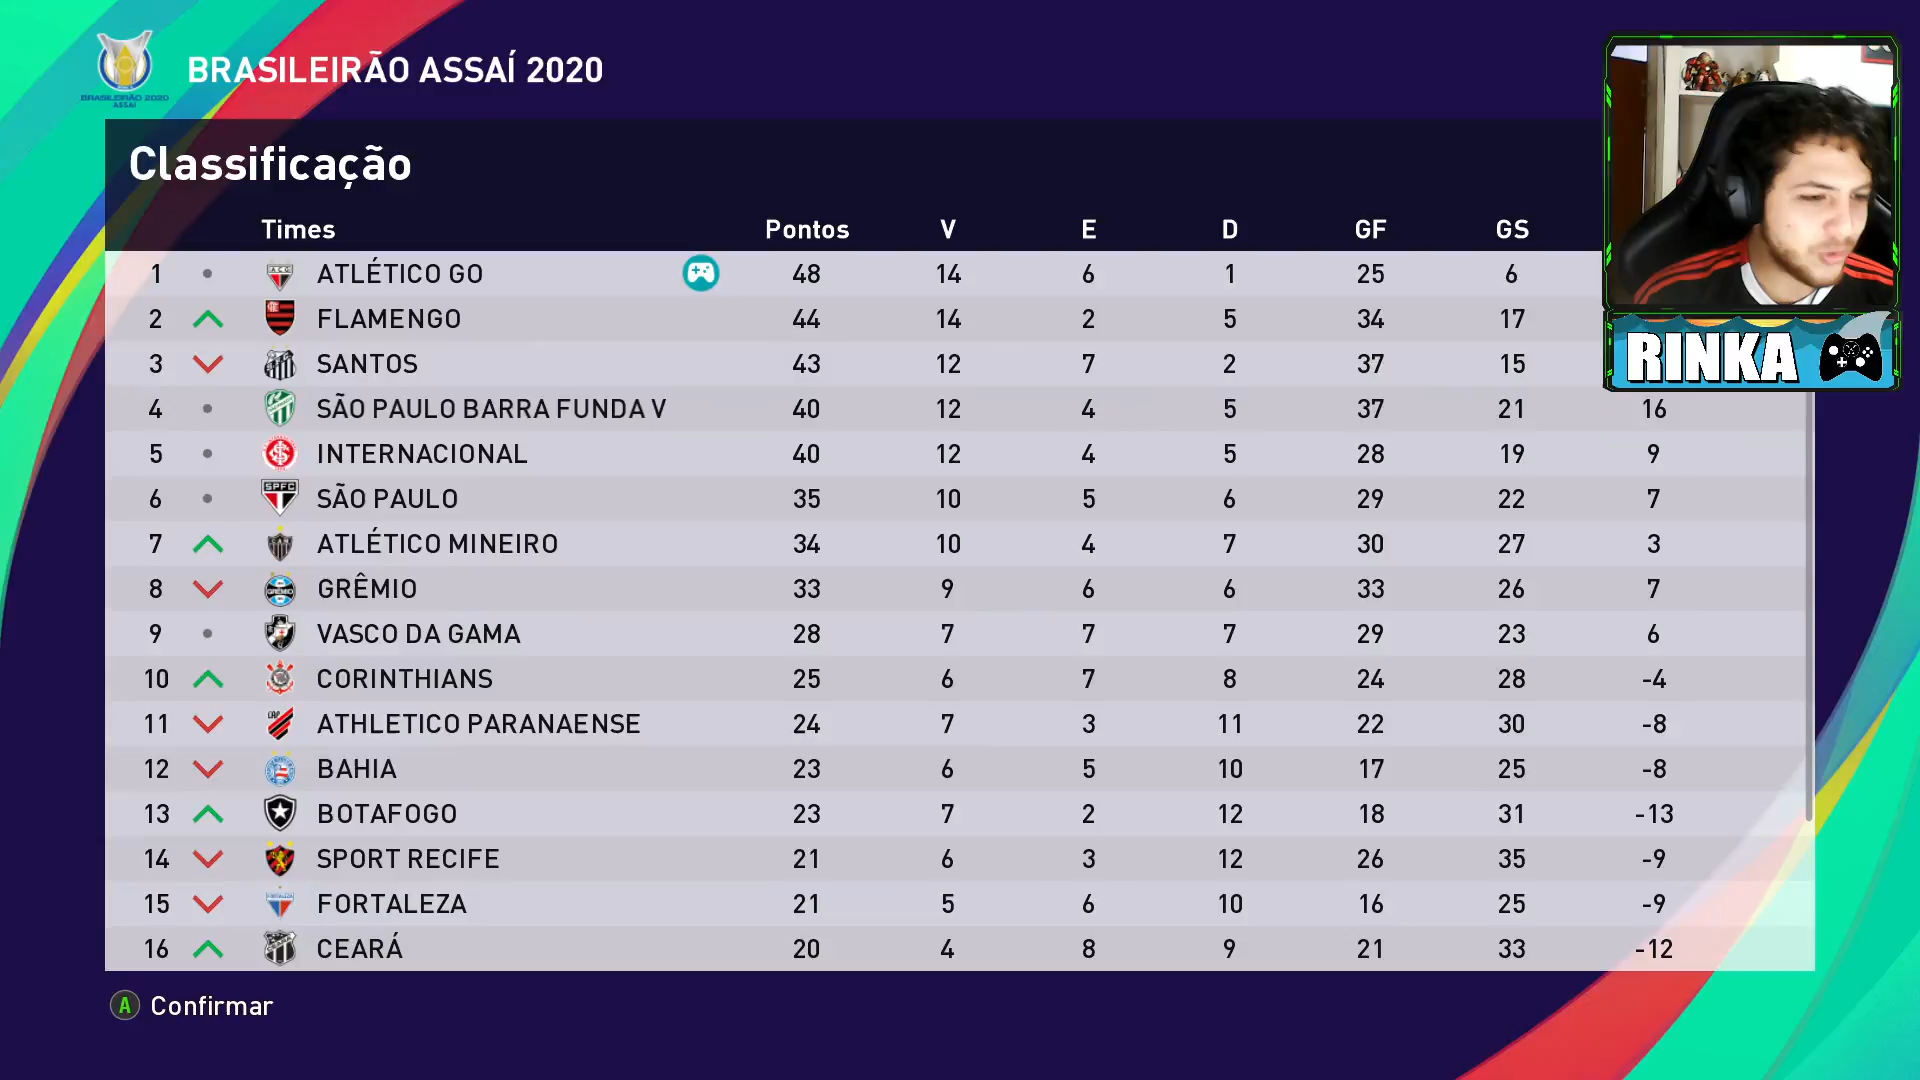 BRASILEIRÃO ASSAÍ 2020
BRASILEIRÃO 2020
ASSAÍ
Classificação
Times Pontos V E D GF GS
1 ATLÉTICO GO 48 14 6 1 25 6
2 FLAMENGO 44 14 2 5 34 17
3 SANTOS 43 12 7 2 37 15
RINKA
4 SÃO PAULO BARRA FUNDA V 40 12 4 5 37 21 16
5 INTERNACIONAL 40 12 4 5 28 19 9
6 SPFC SÃO PAULO 35 10 5 6 29 22 7
7 ATLÉTICO MINEIRO 34 10 4 7 30 27 3
8 GRÊMIO 33 9 6 6 33 26 7
9 VASCO DA GAMA 28 7 7 7 29 23 6
10 CORINTHIANS 25 6 7 8 24 28 -4
11 CAP ATHLETICO PARANAENSE 24 7 3 11 22 30 -8
12 BAHIA 23 6 5 10 17 25 -8
13 BOTAFOGO 23 7 2 12 18 31 -13
14 SPORT RECIFE 21 6 3 12 26 35 -9
15 FORTALEZA 21 5 6 10 16 25 -9
16 CEARÁ 20 4 8 9 21 33 -12
A Confirmar